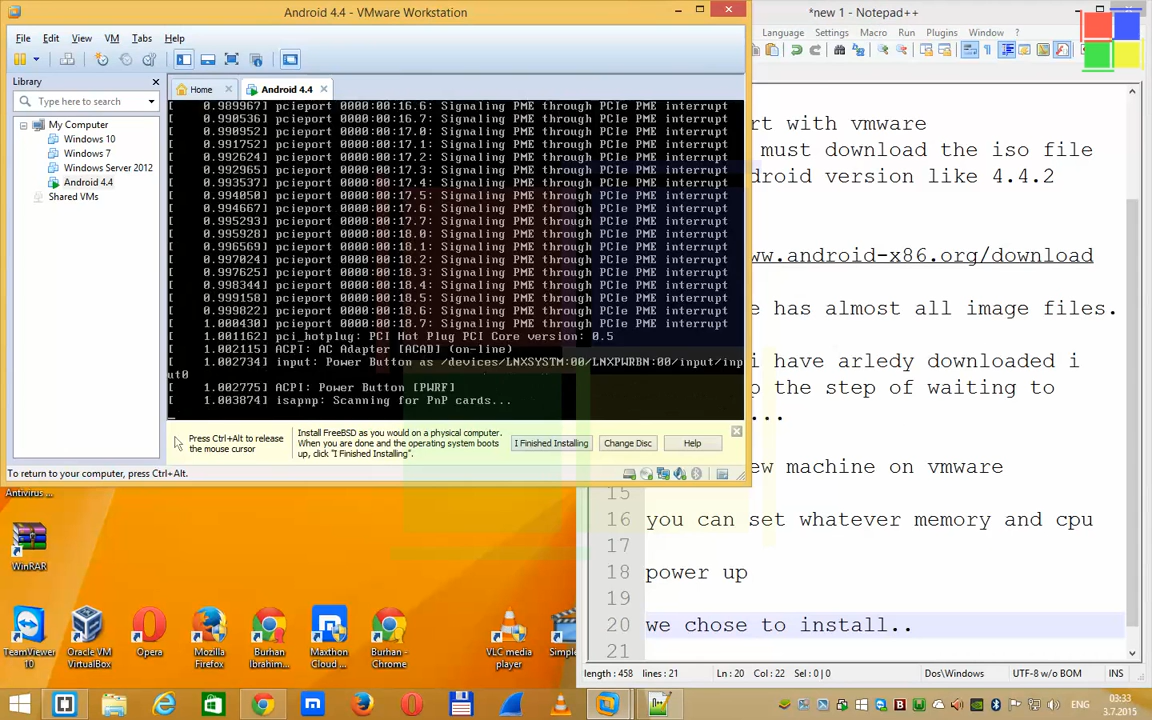 Android 4.4 - VMware Workstation
*new 1 - Notepad++
File Edit View VM Tabs Help
Language Settings Macro Run Plugins Window ?
Library
Type here to search
Home
Android 4.4
My Computer
Windows 10
Windows 7
Windows Server 2012
Android 4.4
Shared VMs
[ 0.989967] pcieport 0000:00:16.6: Signaling PME through PCIe PME interrupt
[ 0.990536] pcieport 0000:00:16.7: Signaling PME through PCIe PME interrupt
[ 0.990952] pcieport 0000:00:17.0: Signaling PME through PCIe PME interrupt
[ 0.991752] pcieport 0000:00:17.1: Signaling PME through PCIe PME interrupt
[ 0.992624] pcieport 0000:00:17.2: Signaling PME through PCIe PME interrupt
[ 0.992965] pcieport 0000:00:17.3: Signaling PME through PCIe PME interrupt
[ 0.993537] pcieport 0000:00:17.4: Signaling PME through PCIe PME interrupt
[ 0.994050] pcieport 0000:00:17.5: Signaling PME through PCIe PME interrupt
[ 0.994667] pcieport 0000:00:17.6: Signaling PME through PCIe PME interrupt
[ 0.995293] pcieport 0000:00:17.7: Signaling PME through PCIe PME interrupt
[ 0.995928] pcieport 0000:00:18.0: Signaling PME through PCIe PME interrupt
[ 0.996569] pcieport 0000:00:18.1: Signaling PME through PCIe PME interrupt
[ 0.997024] pcieport 0000:00:18.2: Signaling PME through PCIe PME interrupt
[ 0.997625] pcieport 0000:00:18.3: Signaling PME through PCIe PME interrupt
[ 0.998344] pcieport 0000:00:18.4: Signaling PME through PCIe PME interrupt
[ 0.999158] pcieport 0000:00:18.5: Signaling PME through PCIe PME interrupt
[ 0.999822] pcieport 0000:00:18.6: Signaling PME through PCIe PME interrupt
[ 1.000430] pcieport 0000:00:18.7: Signaling PME through PCIe PME interrupt
[ 1.001162] pci_hotplug: PCI Hot Plug PCI Core version: 0.5
[ 1.002115] ACPI: AC Adapter [ACAD] (on-line)
[ 1.002734] input: Power Button as /devices/LNXSYSTM:00/LNXPWRBN:00/input/inp
ut0
[ 1.002775] ACPI: Power Button [PWRF]
[ 1.003874] isapnp: Scanning for PnP cards...
Press Ctrl+Alt to release
the mouse cursor
Install FreeBSD as you would on a physical computer.
When you are done and the operating system boots
up, click "I Finished Installing".
I Finished Installing
Change Disc
Help
To return to your computer, press Ctrl+Alt.
rt with vmware
must download the iso file
droid version like 4.4.2
ww.android-x86.org/download
e has almost all image files.
i have arledy downloaded i
p the step of waiting to
...
ew machine on vmware
15
16 you can set whatever memory and cpu
17
18 power up
19
20 we chose to install..
21
length : 458 lines : 21 Ln : 20 Col : 22 Sel : 0 | 0 Dos\Windows UTF-8 w/o BOM INS
Antivirus ...
WinRAR
TeamViewer 10
Oracle VM VirtualBox
Opera
Mozilla Firefox
Burhan Ibrahim...
Maxthon Cloud ...
Burhan - Chrome
VLC media player
Simple
ENG
03:33
3.7.2015